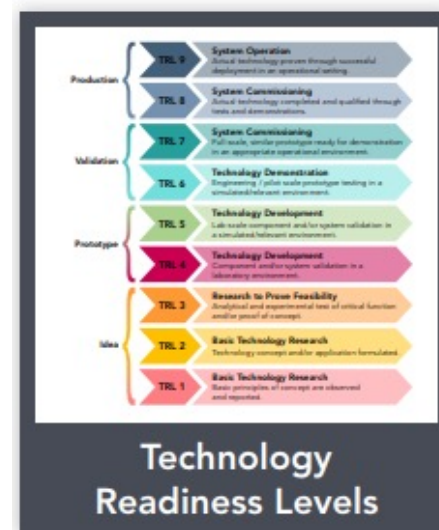 Production
TRL 9
System Operation
Actual technology proven through successful
deployment in an operational setting.
TRL 8
System Commissioning
Actual technology completed and qualified through
tests and demonstrations.
Validation
TRL 7
System Commissioning
Full scale, similar prototype ready for demonstration
in an appropriate operational environment.
TRL 6
Technology Demonstration
Engineering / pilot scale prototype testing in a
simulated/relevant environment.
Prototype
TRL 5
Technology Development
Lab scale component and/or system validation in
a simulated/relevant environment.
TRL 4
Technology Development
Component and/or system validation in a
laboratory environment.
Idea
TRL 3
Research to Prove Feasibility
Analytical and experimental test of critical function
and/or proof of concept.
TRL 2
Basic Technology Research
Technology concept and/or application formulated.
TRL 1
Basic Technology Research
Basic principles of concept are observed
and reported.
Technology
Readiness Levels